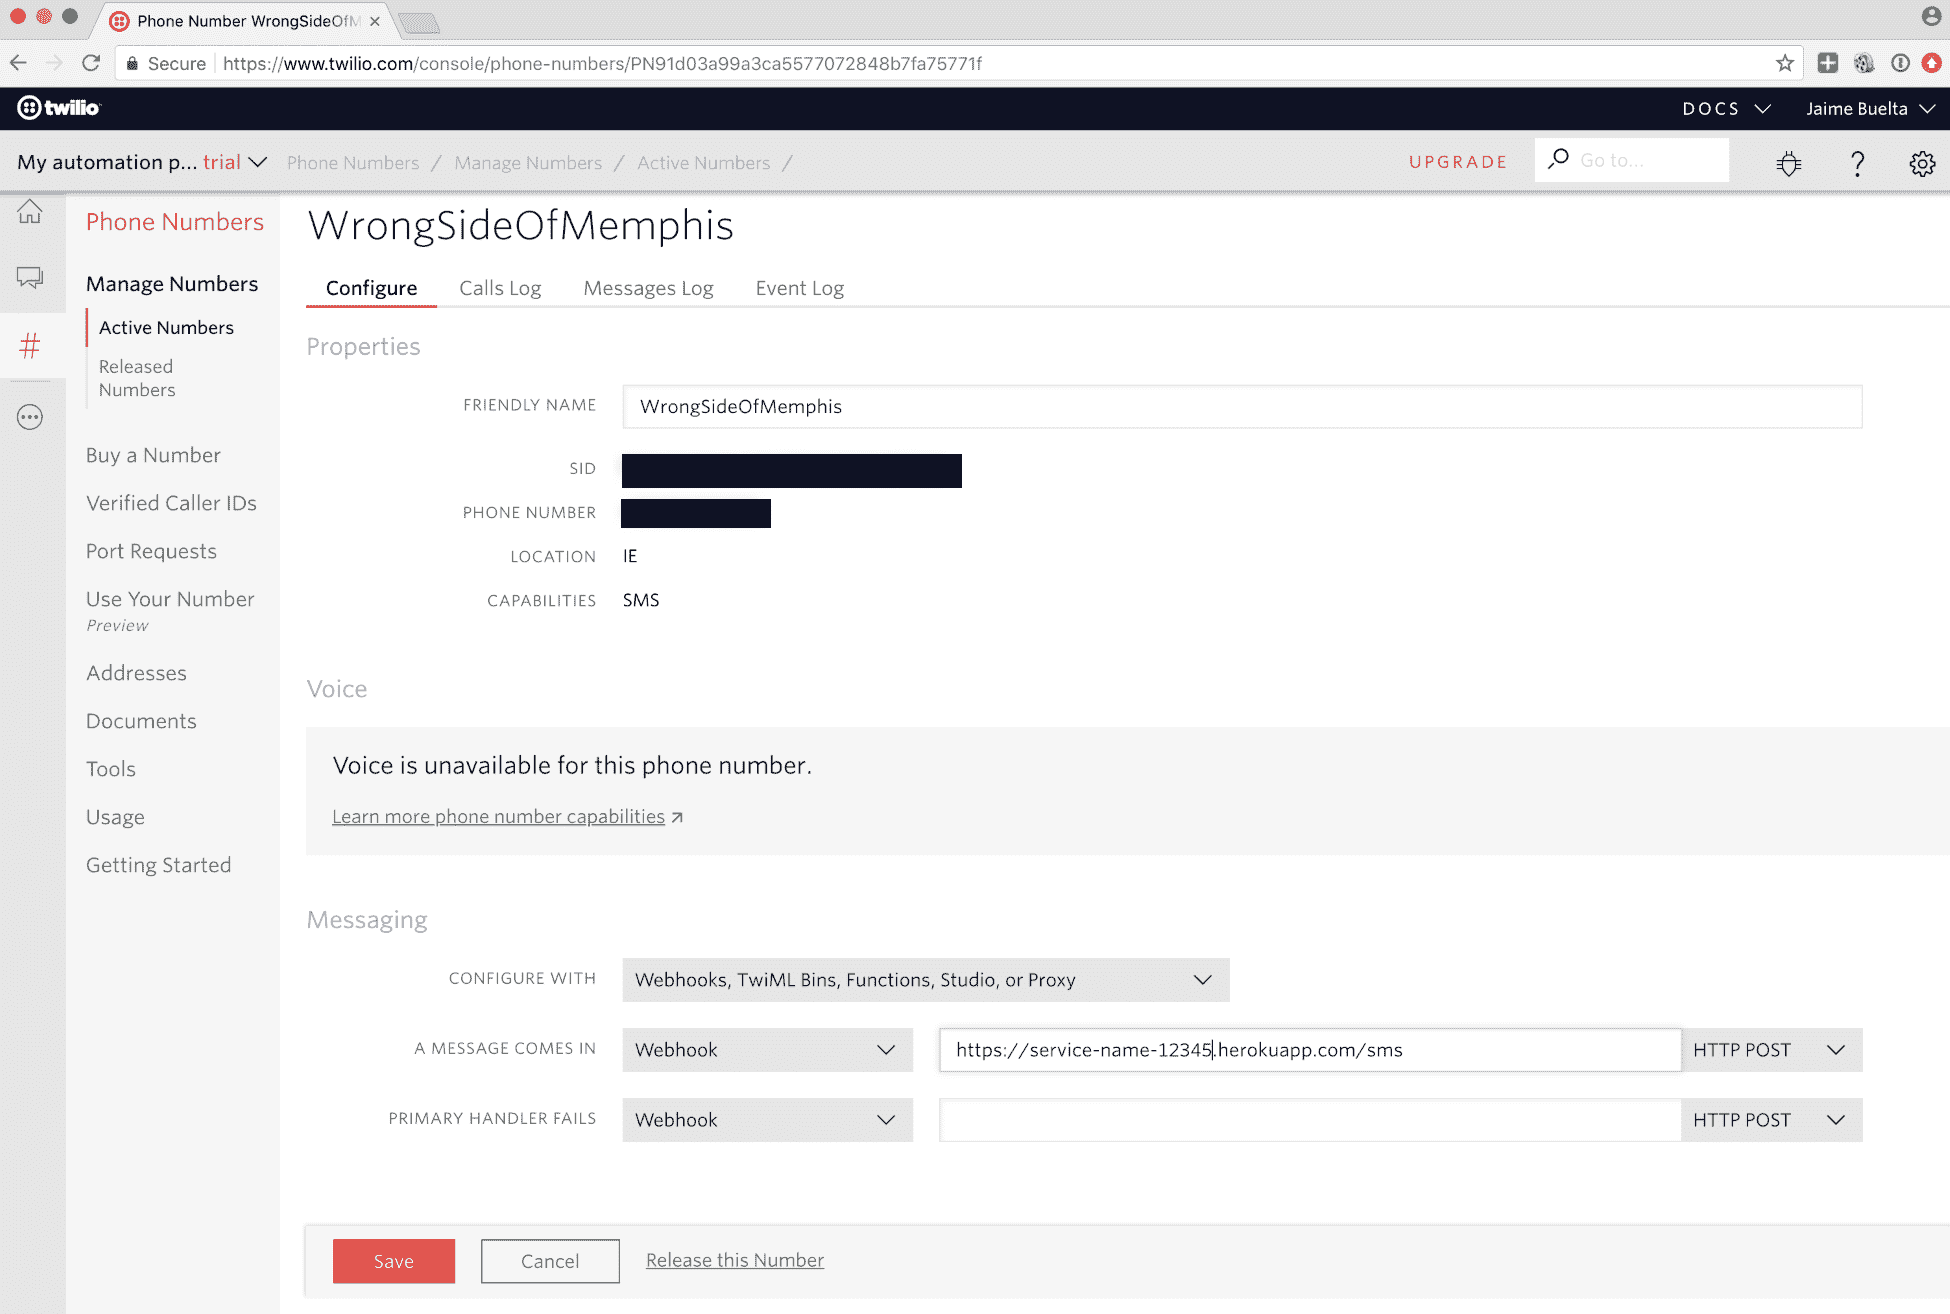 Phone Number WrongSideOfM
Secure https://www.twilio.com/console/phone-numbers/PN91d03a99a3ca5577072848b7fa75771f
twilio DOCS Jaime Buelta
My automation p... trial Phone Numbers / Manage Numbers / Active Numbers / UPGRADE Go to... ?
Phone Numbers
Manage Numbers
Active Numbers
Released
Numbers
Buy a Number
Verified Caller IDs
Port Requests
Use Your Number
Preview
Addresses
Documents
Tools
Usage
Getting Started
WrongSideOfMemphis
Configure Calls Log Messages Log Event Log
Properties
FRIENDLY NAME WrongSideOfMemphis
SID
PHONE NUMBER
LOCATION IE
CAPABILITIES SMS
Voice
Voice is unavailable for this phone number.
Learn more phone number capabilities
Messaging
CONFIGURE WITH Webhooks, TwiML Bins, Functions, Studio, or Proxy
A MESSAGE COMES IN Webhook https://service-name-12345.herokuapp.com/sms HTTP POST
PRIMARY HANDLER FAILS Webhook HTTP POST
Save Cancel Release this Number